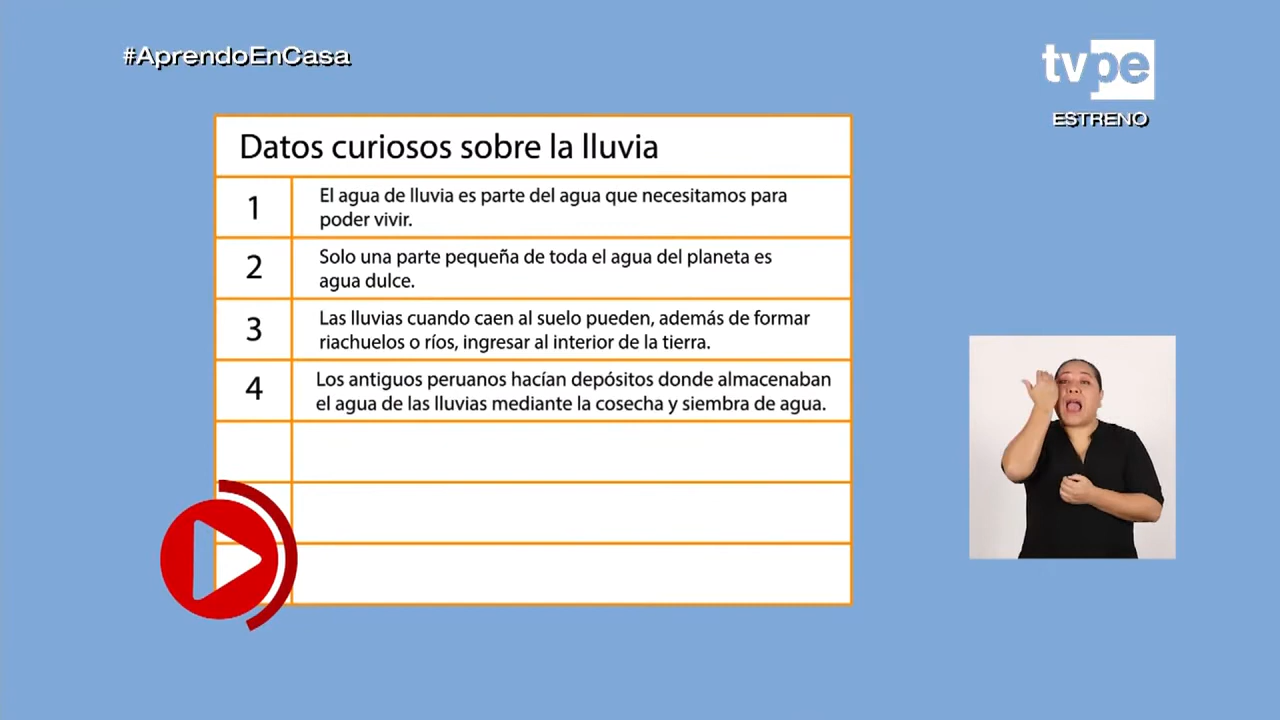 #AprendoEnCasa
tvpe
ESTRENO
Datos curiosos sobre la lluvia
1
El agua de lluvia es parte del agua que necesitamos para
poder vivir.
2
Solo una parte pequeña de toda el agua del planeta es
agua dulce.
3
Las lluvias cuando caen al suelo pueden, además de formar
riachuelos o ríos, ingresar al interior de la tierra.
4
Los antiguos peruanos hacían depósitos donde almacenaban
el agua de las lluvias mediante la cosecha y siembra de agua.